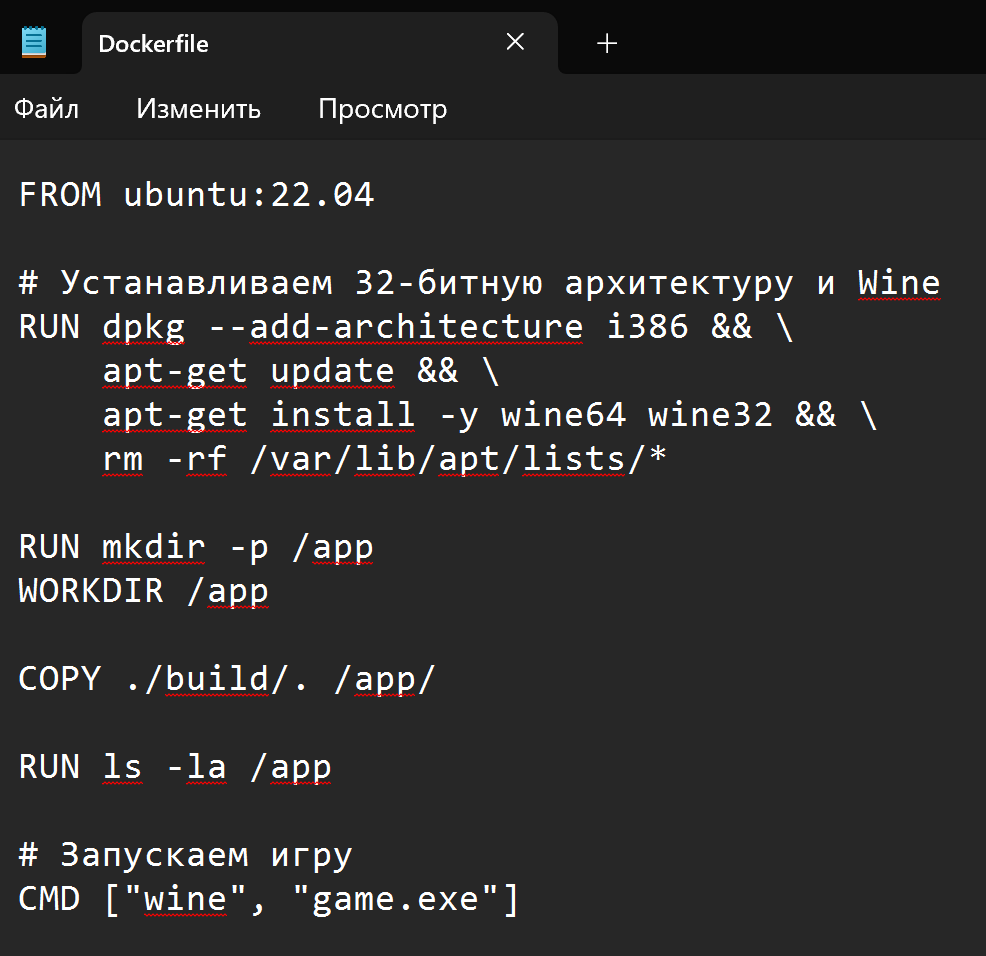 Dockerfile
Файл Изменить Просмотр
FROM ubuntu:22.04
# Устанавливаем 32-битную архитектуру и Wine
RUN dpkg --add-architecture i386 && \
apt-get update && \
apt-get install -y wine64 wine32 && \
rm -rf /var/lib/apt/lists/*
RUN mkdir -p /app
WORKDIR /app
COPY ./build/. /app/
RUN ls -la /app
# Запускаем игру
CMD ["wine", "game.exe"]